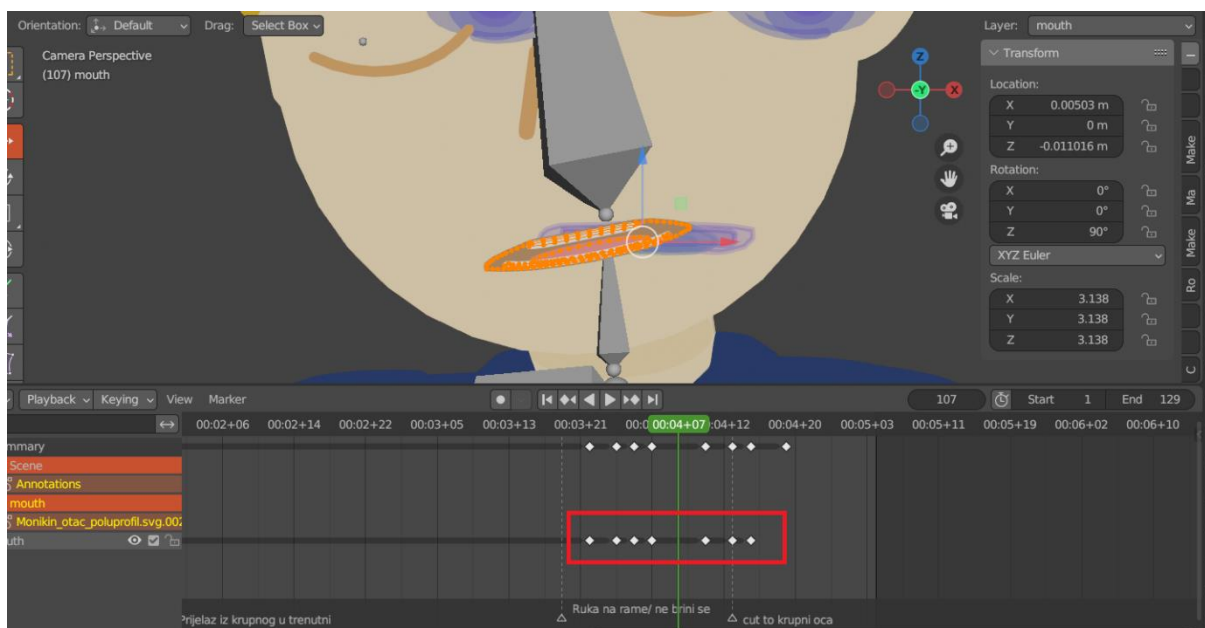 Orientation: Default Drag: Select Box Layer: mouth
Camera Perspective
(107) mouth
Transform
Location:
X 0.00503 m
Y 0 m
Z -0.011016 m
Rotation:
X 0°
Y 0°
Z 90°
XYZ Euler
Scale:
X 3.138
Y 3.138
Z 3.138
Z
-Y
X
Make
Ma
Make
Ro
C
Playback Keying View Marker 107 Start 1 End 129
00:02+06 00:02+14 00:02+22 00:03+05 00:03+13 00:03+21 00:0 00:04+07 :04+12 00:04+20 00:05+03 00:05+11 00:05+19 00:06+02 00:06+10
mmary
Scene
Annotations
mouth
Monikin_otac_poluprofil.svg.002
uth
Ruka na rame/ ne brini se
Prijelaz iz krupnog u trenutni cut to krupni oca